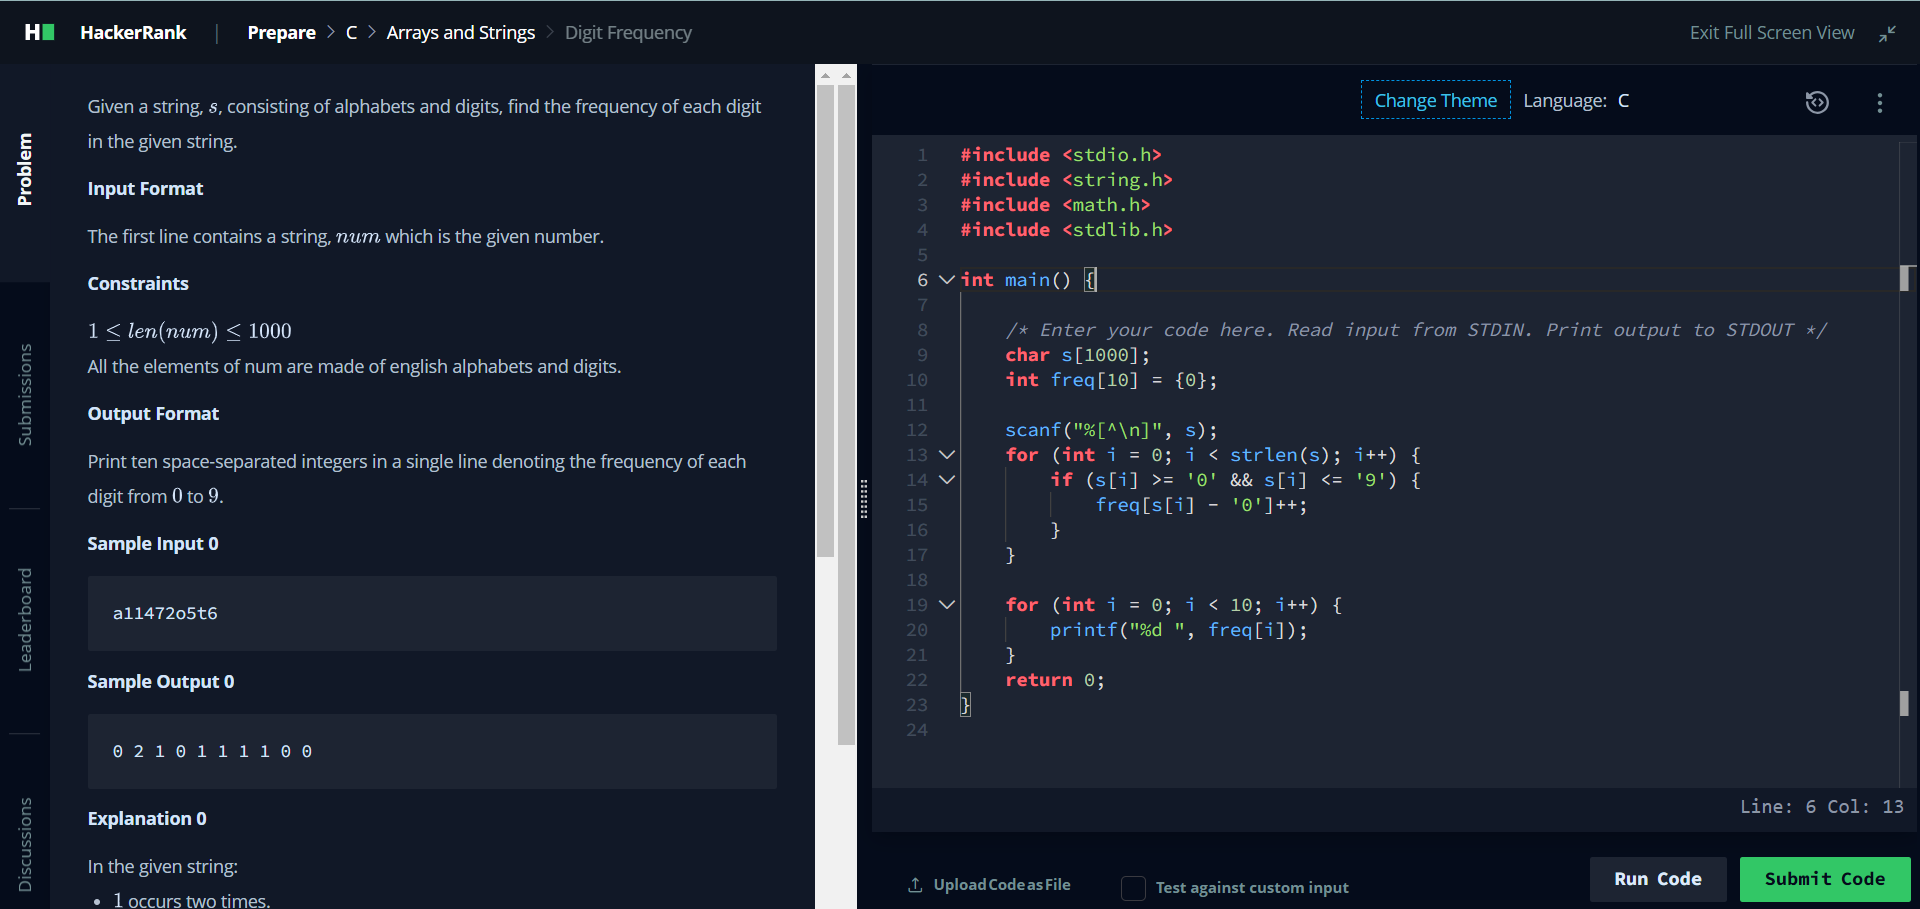 H HackerRank | Prepare > C > Arrays and Strings > Digit Frequency Exit Full Screen View
Problem
Submissions
Leaderboard
Discussions
Given a string, s, consisting of alphabets and digits, find the frequency of each digit
in the given string.
Input Format
The first line contains a string, num which is the given number.
Constraints
1 ≤ len(num) ≤ 1000
All the elements of num are made of english alphabets and digits.
Output Format
Print ten space-separated integers in a single line denoting the frequency of each
digit from 0 to 9.
Sample Input 0
a11472o5t6
Sample Output 0
0 2 1 0 1 1 1 1 0 0
Explanation 0
In the given string:
• 1 occurs two times.
Change Theme Language: C
1 #include <stdio.h>
2 #include <string.h>
3 #include <math.h>
4 #include <stdlib.h>
5
6 int main() {
7
8 /* Enter your code here. Read input from STDIN. Print output to STDOUT */
9 char s[1000];
10 int freq[10] = {0};
11
12 scanf("%[^\n]", s);
13 for (int i = 0; i < strlen(s); i++) {
14 if (s[i] >= '0' && s[i] <= '9') {
15 freq[s[i] - '0']++;
16 }
17 }
18
19 for (int i = 0; i < 10; i++) {
20 printf("%d ", freq[i]);
21 }
22 return 0;
23 }
24
Line: 6 Col: 13
Upload Code as File Test against custom input Run Code Submit Code